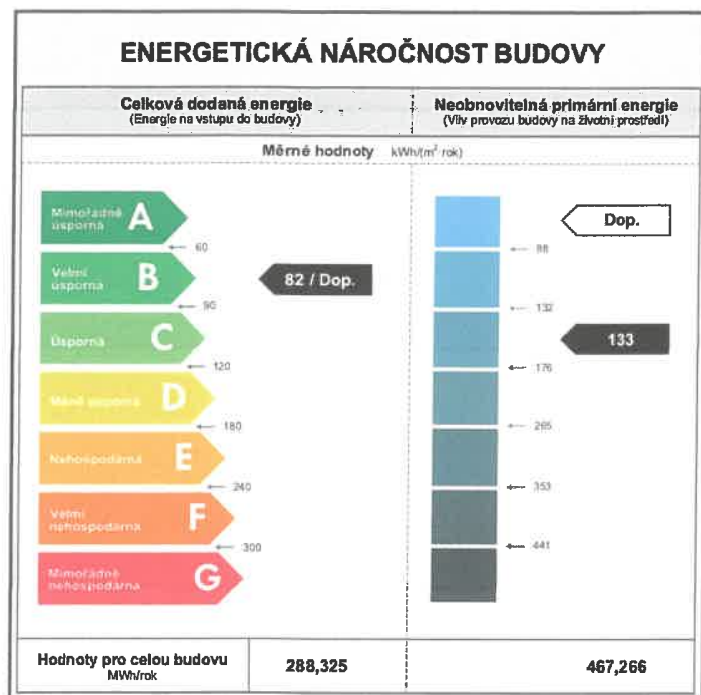 ENERGETICKÁ NÁROČNOST BUDOVY
Celková dodaná energie
(Energie na vstupu do budovy)
Neobnovitelná primární energie
(Vliv provozu budovy na životní prostředí)
Měrné hodnoty kWh/(m² rok)
Mimořádně úsporná A
60
Velmi úsporná B
90
Úsporná C
120
Méně úsporná D
180
Nehospodárná E
240
Velmi nehospodárná F
300
Mimořádně nehospodárná G
82 / Dop.
Dop.
88
132
133
176
265
353
441
Hodnoty pro celou budovu
MWh/rok
288,325
467,266